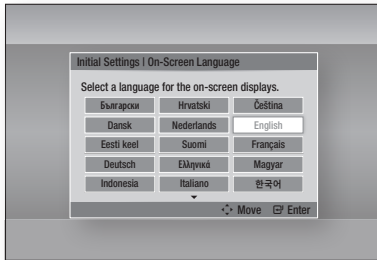 Initial Settings | On-Screen Language
Select a language for the on-screen displays.
Български Hrvatski Čeština
Dansk Nederlands English
Eesti keel Suomi Français
Deutsch Ελληνικά Magyar
Indonesia Italiano 한국어
Move Enter